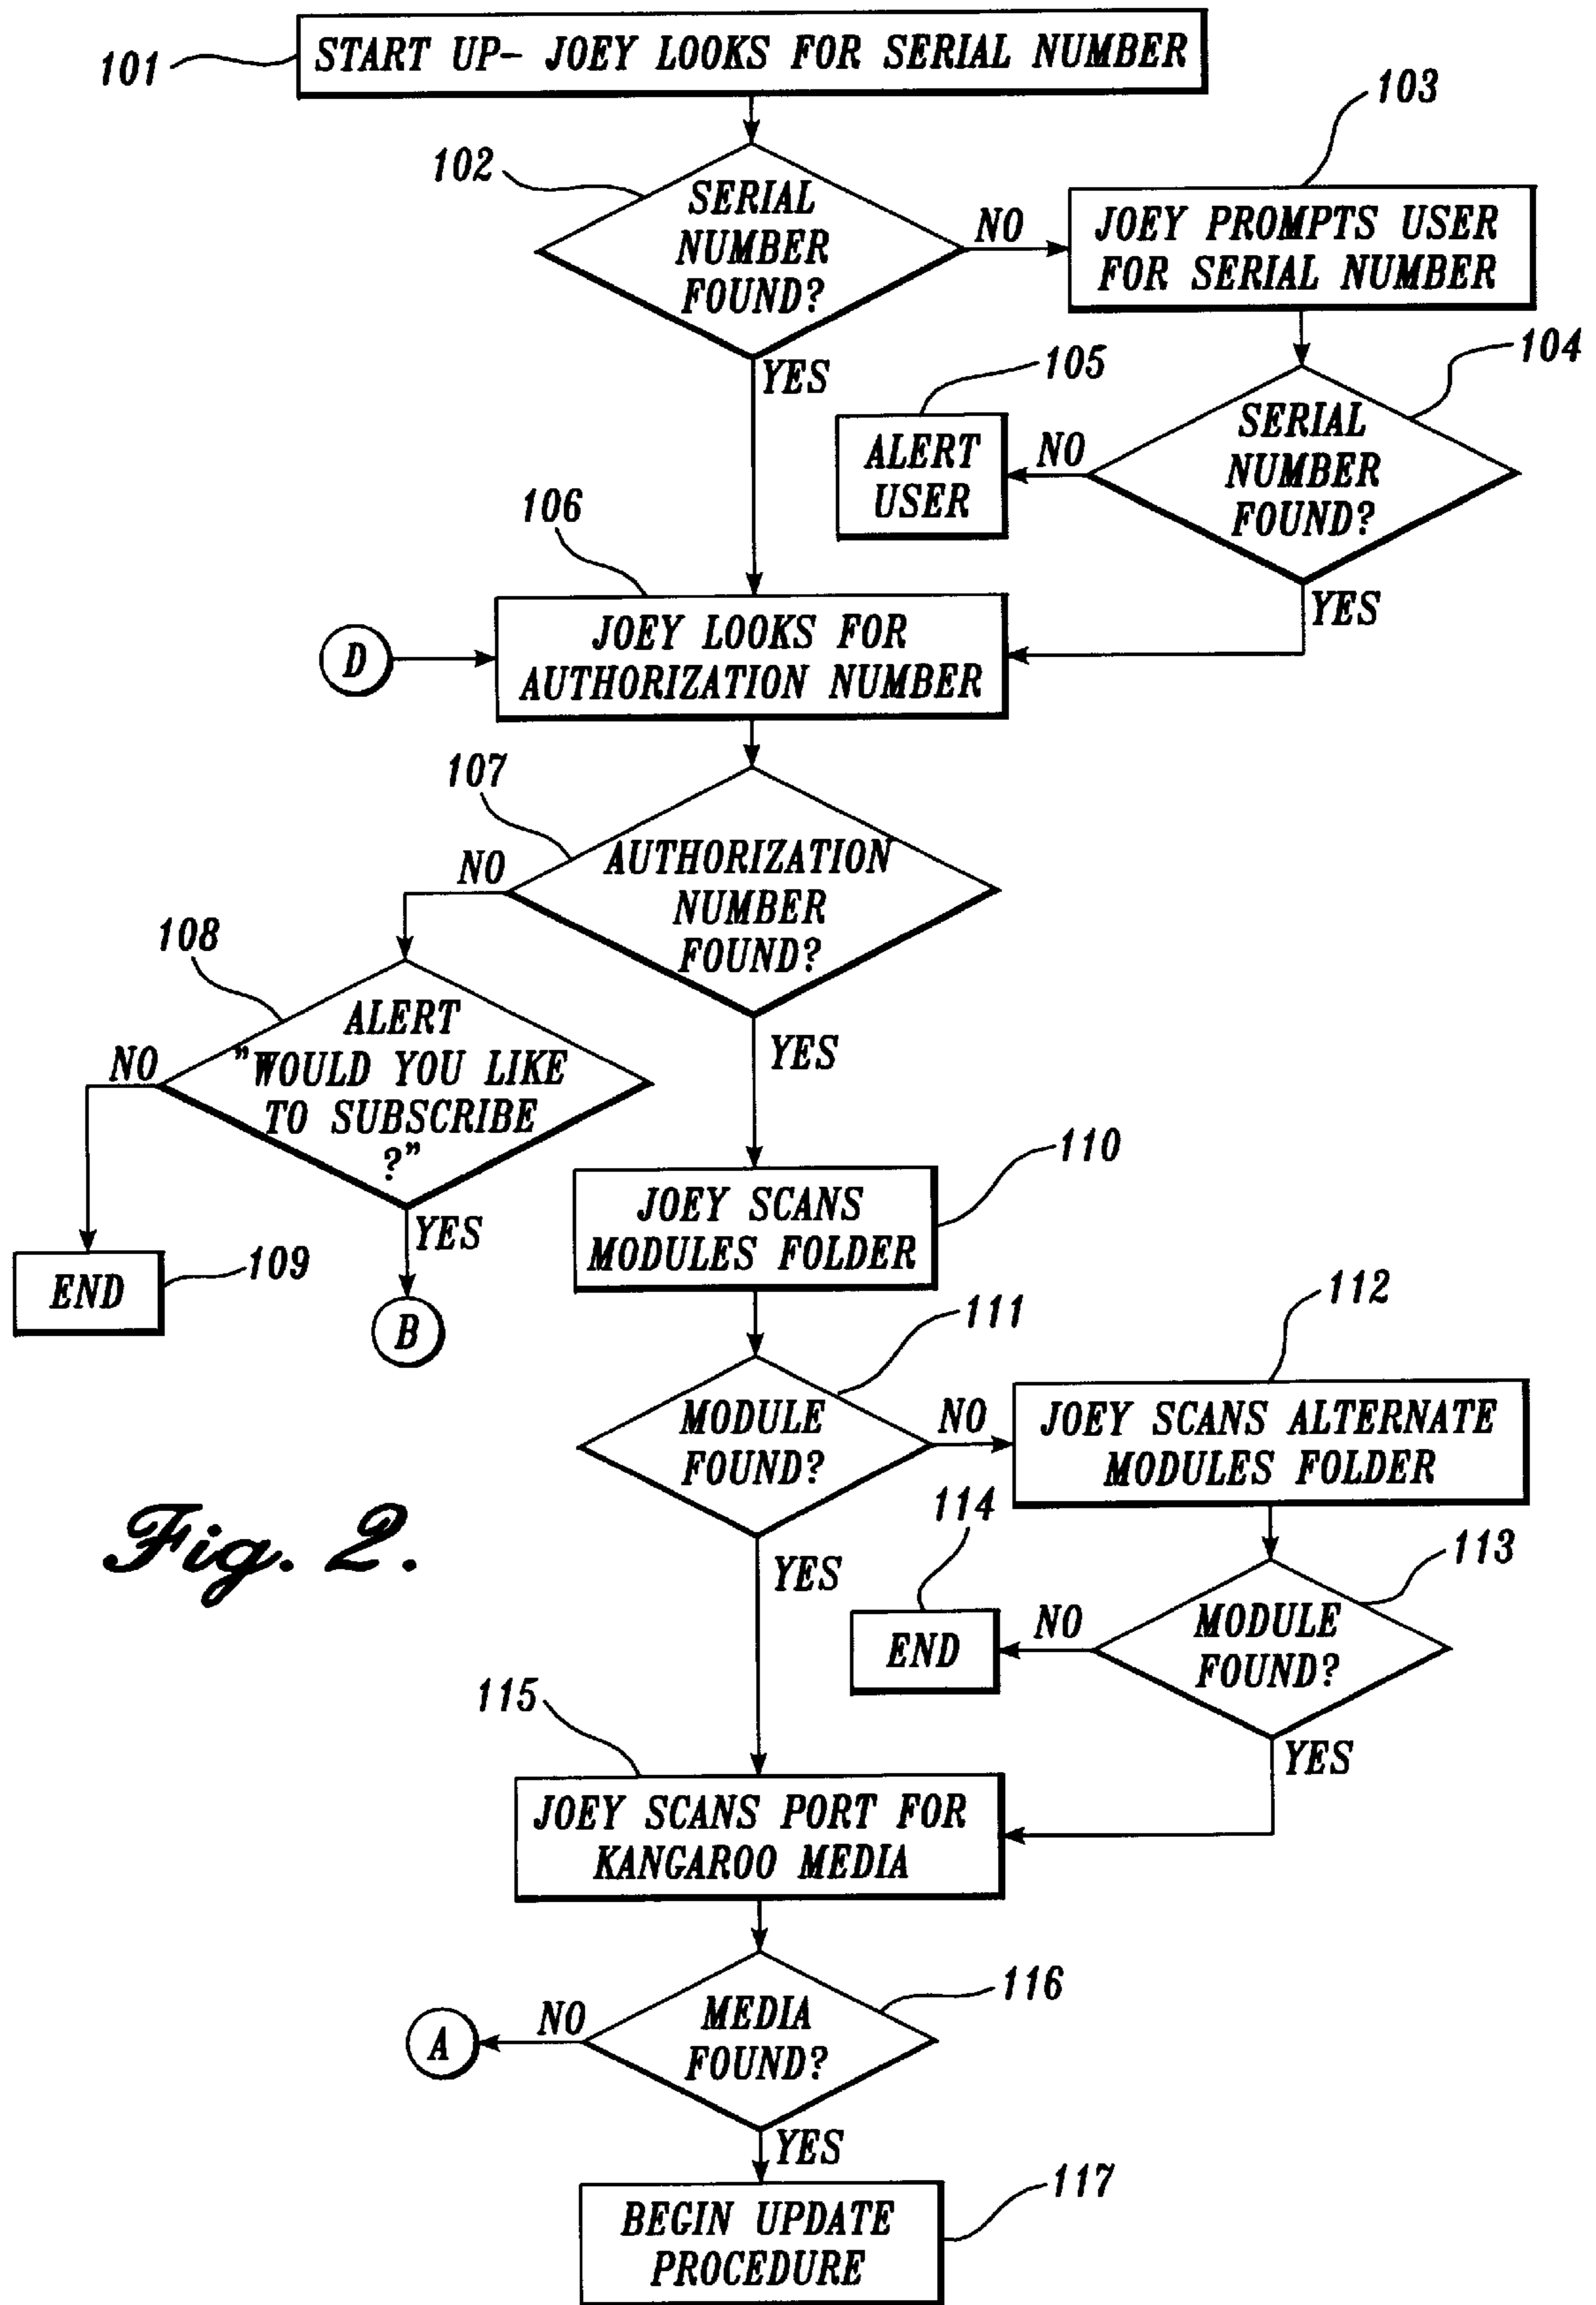 101
START UP- JOEY LOOKS FOR SERIAL NUMBER
103
102
SERIAL
NUMBER
FOUND?
NO
JOEY PROMPTS USER
FOR SERIAL NUMBER
YES
105
104
ALERT
USER
NO
SERIAL
NUMBER
FOUND?
YES
106
D
JOEY LOOKS FOR
AUTHORIZATION NUMBER
107
NO
AUTHORIZATION
NUMBER
FOUND?
YES
108
NO
ALERT
"WOULD YOU LIKE
TO SUBSCRIBE
?"
YES
109
END
B
110
JOEY SCANS
MODULES FOLDER
111
MODULE
FOUND?
NO
112
JOEY SCANS ALTERNATE
MODULES FOLDER
YES
114
113
END
NO
MODULE
FOUND?
YES
Fig. 2.
115
JOEY SCANS PORT FOR
KANGAROO MEDIA
116
A
NO
MEDIA
FOUND?
YES
117
BEGIN UPDATE
PROCEDURE